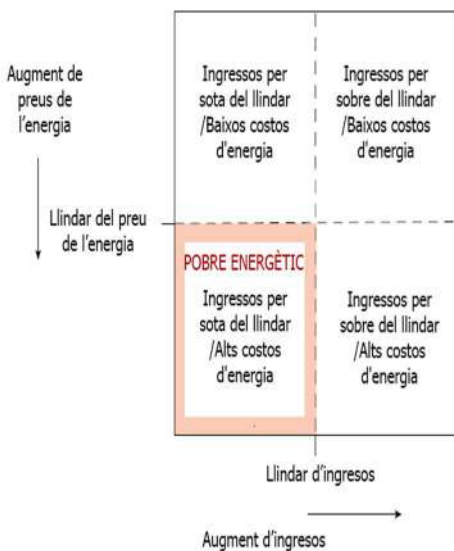 Augment de
preus de
l'energia
Llindar del preu
de l'energia
Ingressos per
sota del llindar
/Baixos costos
d'energia
Ingressos per
sobre del llindar
/Baixos costos
d'energia
POBRE ENERGÈTIC
Ingressos per
sota del llindar
/Alts costos
d'energia
Ingressos per
sobre del llindar
/Alts costos
d'energia
Llindar d'ingresos
Augment d'ingresos